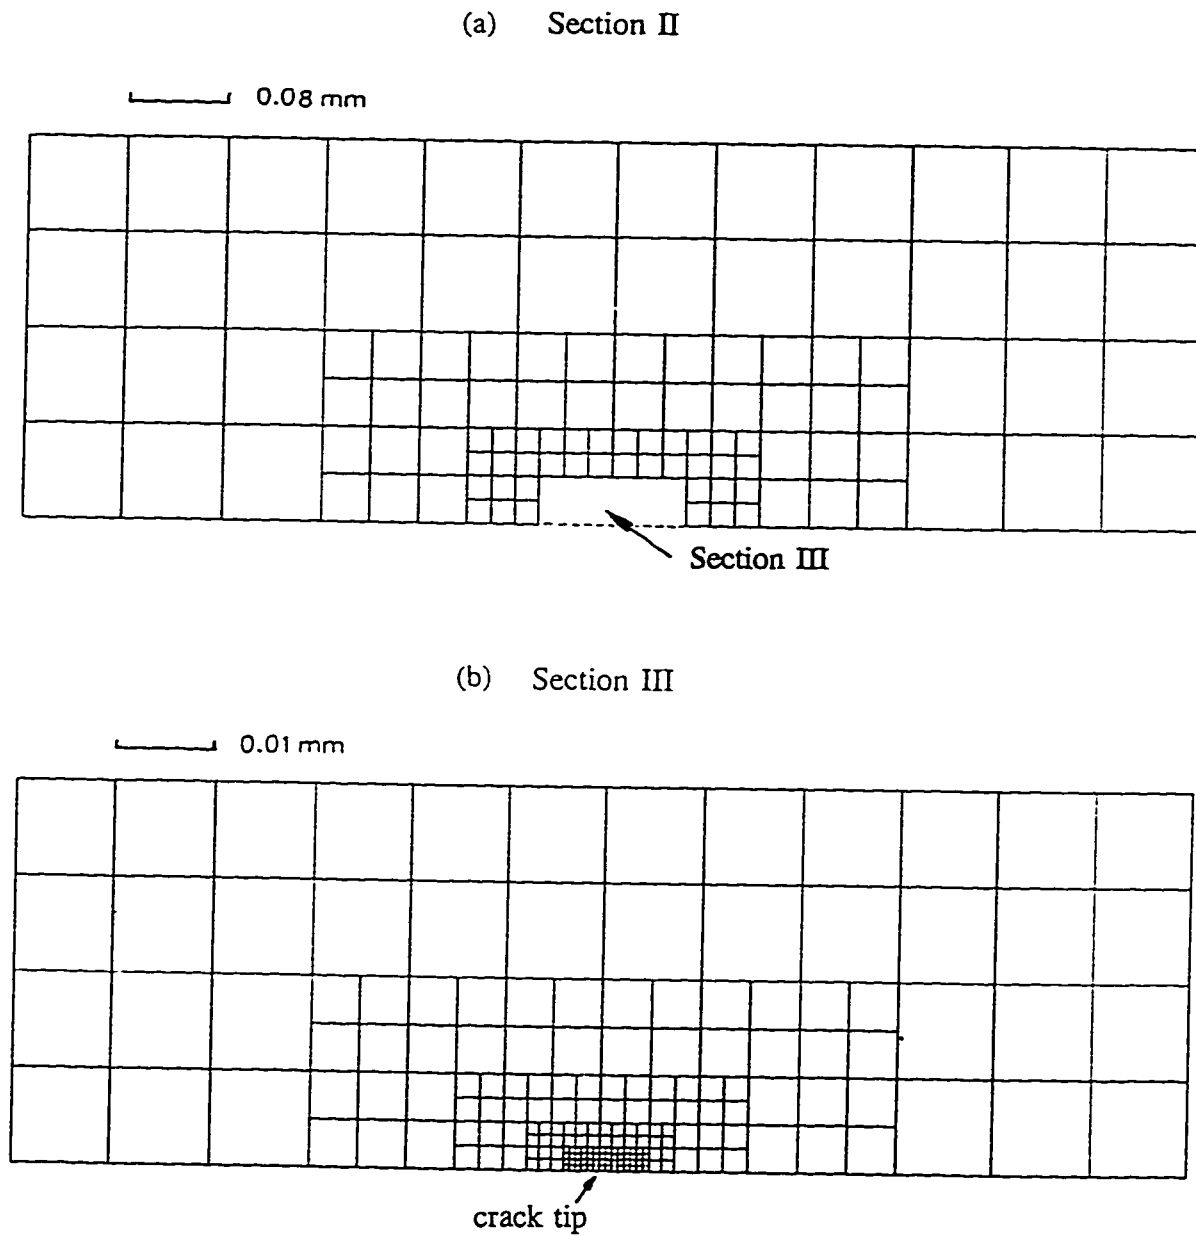 (a) Section II
0.08 mm
Section III
(b) Section III
0.01 mm
crack tip